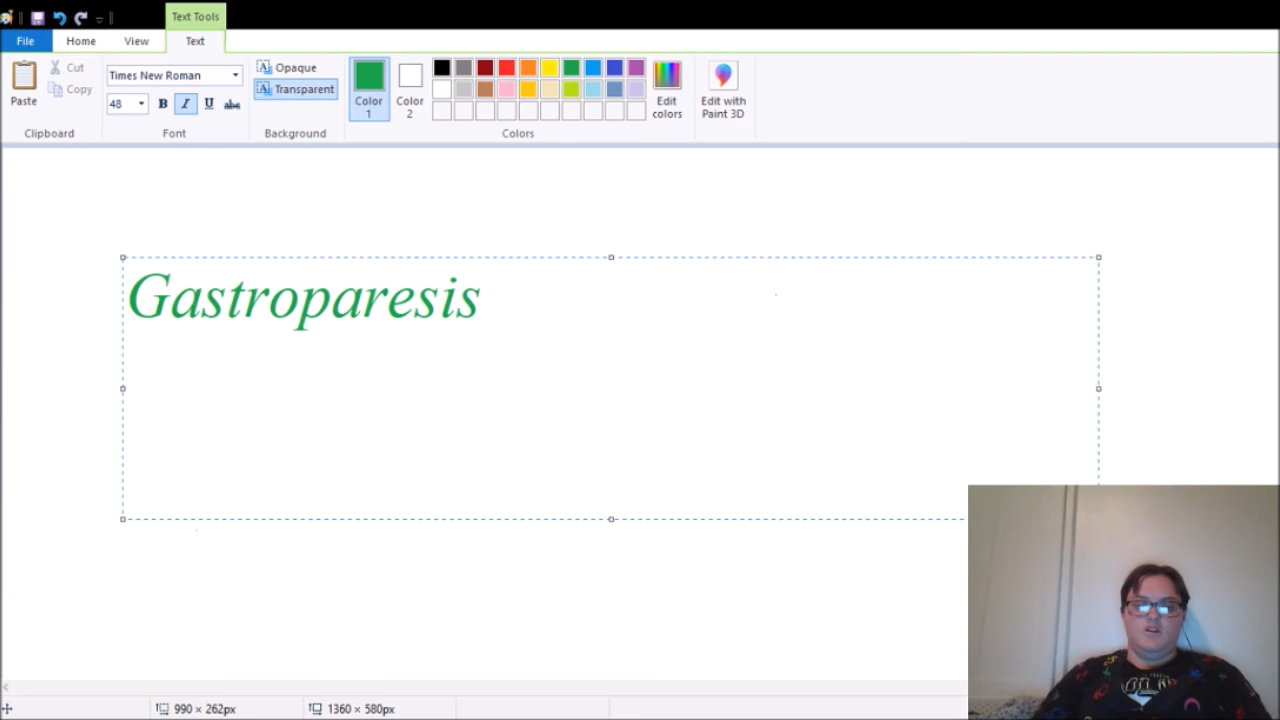 Text Tools
File
Home
View
Text
Paste
Cut
Copy
Clipboard
Times New Roman
48
B
I
U
abc
Font
Opaque
Transparent
Background
Color 1
Color 2
Edit colors
Colors
Edit with Paint 3D
Gastroparesis
990 × 262px
1360 × 580px